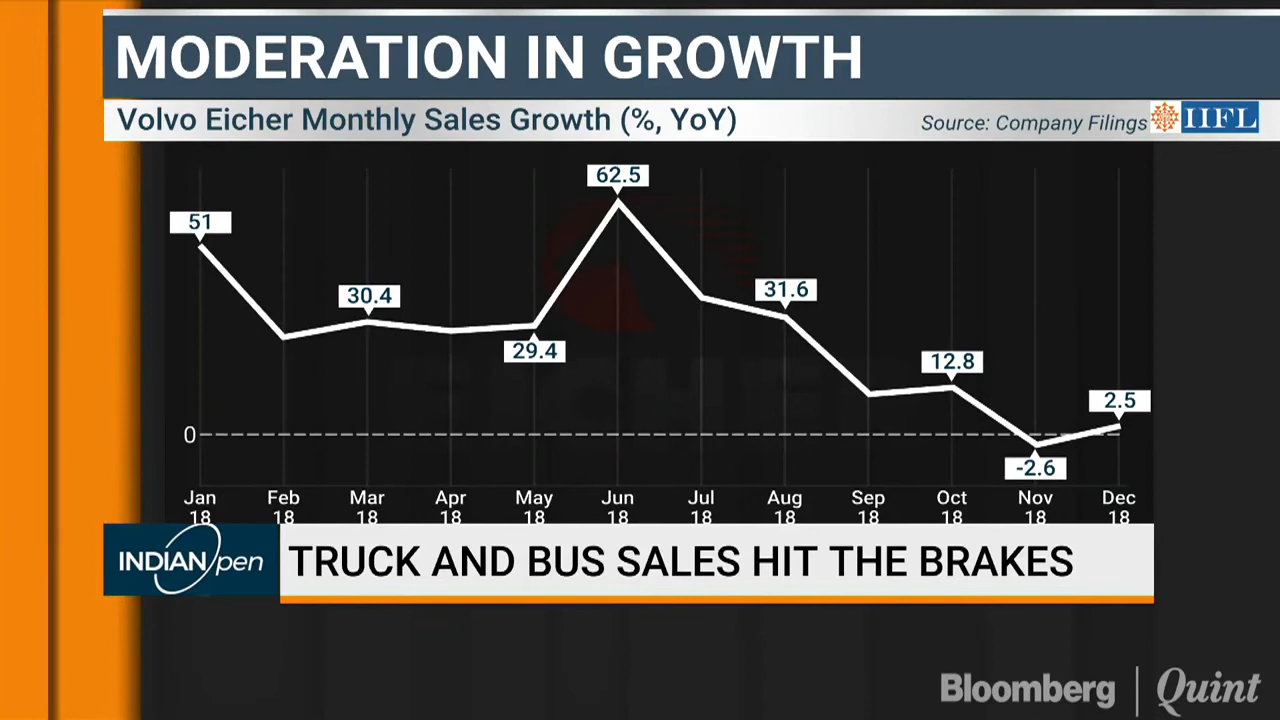 MODERATION IN GROWTH
Volvo Eicher Monthly Sales Growth (%, YoY)
Source: Company Filings
IIFL
62.5
51
30.4
31.6
29.4
12.8
2.5
0
-2.6
Jan Feb Mar Apr May Jun Jul Aug Sep Oct Nov Dec
18 18 18 18 18 18 18 18 18 18 18 18
INDIAN Open
TRUCK AND BUS SALES HIT THE BRAKES
Bloomberg | Quint